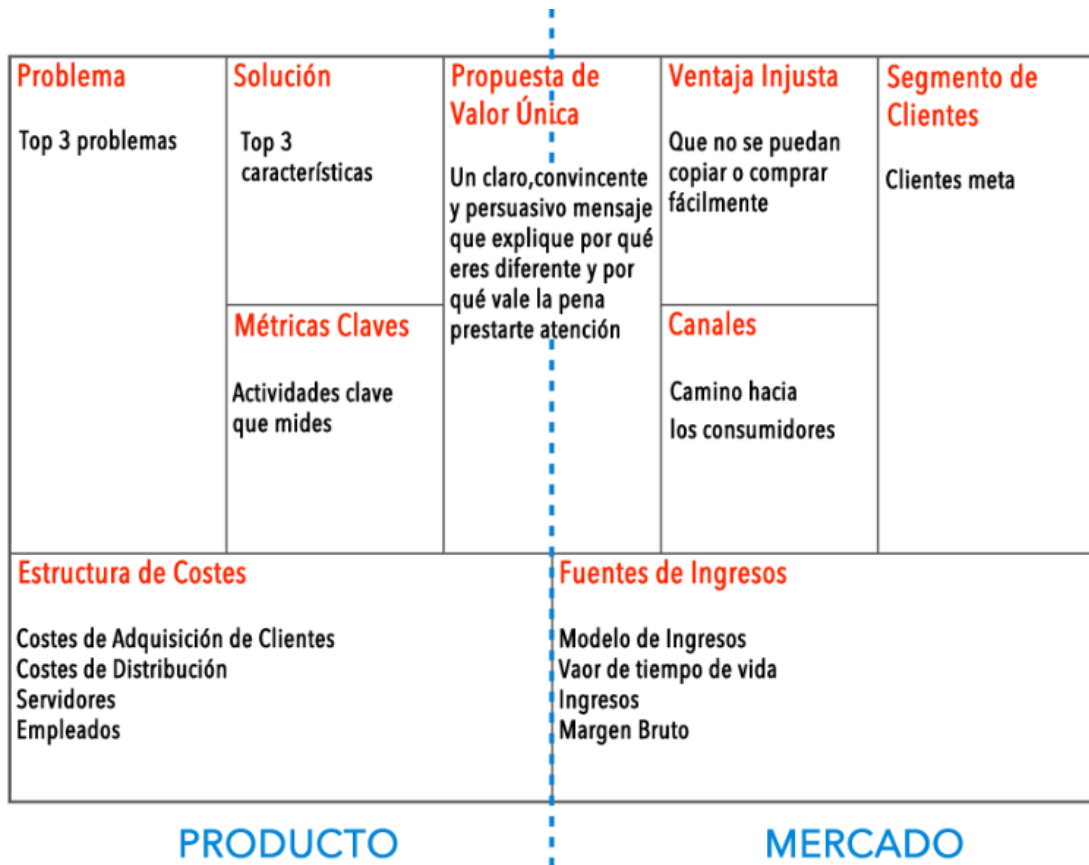 Problema
Top 3 problemas
Solución
Top 3
características
Métricas Claves
Actividades clave
que mides
Propuesta de
Valor Única
Un claro,convincente
y persuasivo mensaje
que explique por qué
eres diferente y por
qué vale la pena
prestarte atención
Ventaja Injusta
Que no se puedan
copiar o comprar
fácilmente
Canales
Camino hacia
los consumidores
Segmento de
Clientes
Clientes meta
Estructura de Costes
Costes de Adquisición de Clientes
Costes de Distribución
Servidores
Empleados
Fuentes de Ingresos
Modelo de Ingresos
Vaor de tiempo de vida
Ingresos
Margen Bruto
PRODUCTO
MERCADO